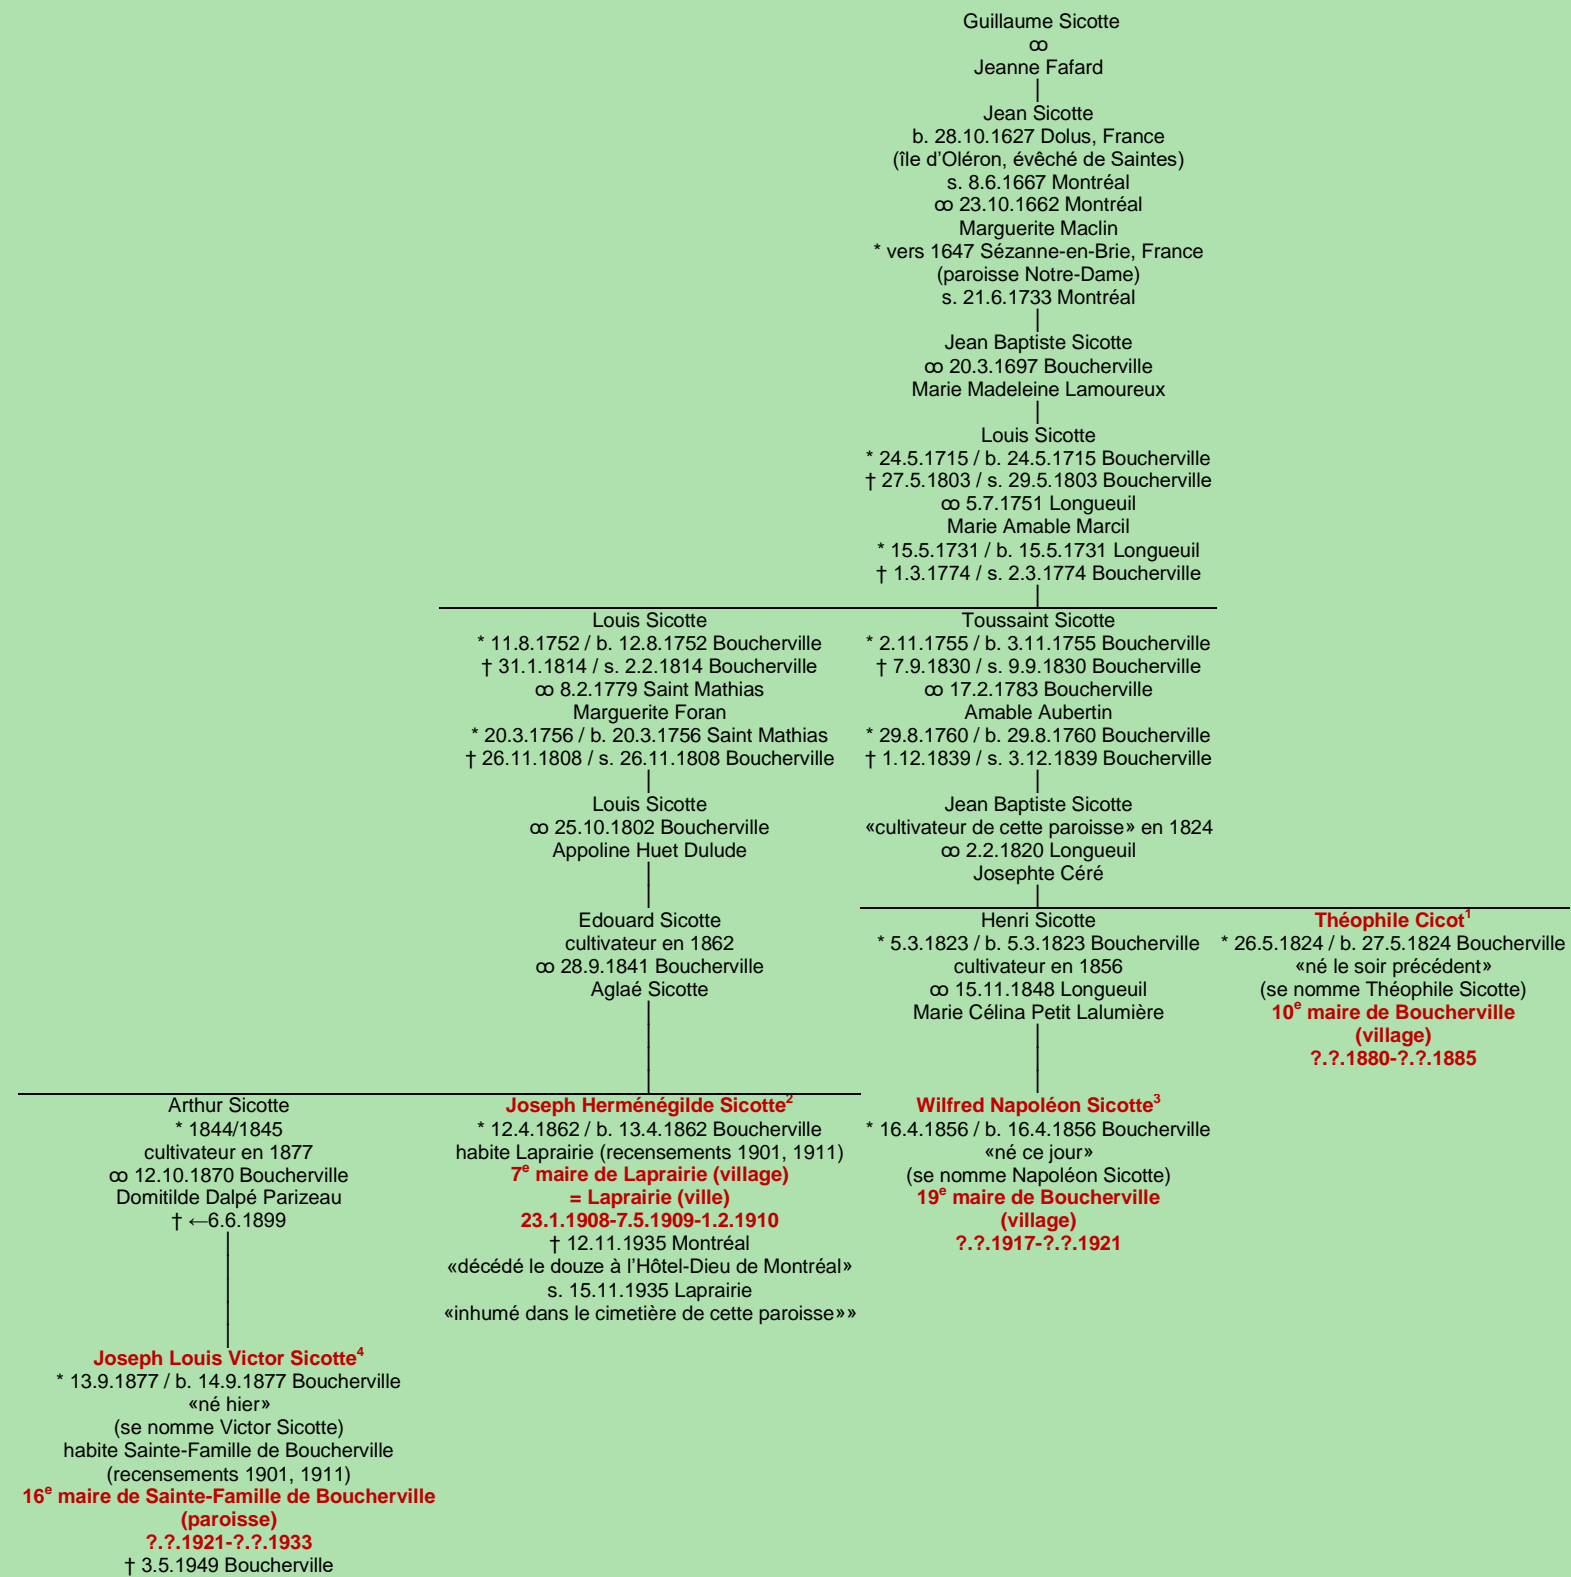 Guillaume Sicotte
ꝏ
Jeanne Fafard
Jean Sicotte
b. 28.10.1627 Dolus, France
(île d'Oléron, évêché de Saintes)
s. 8.6.1667 Montréal
ꝏ 23.10.1662 Montréal
Marguerite Maclin
* vers 1647 Sézanne-en-Brie, France
(paroisse Notre-Dame)
s. 21.6.1733 Montréal
Jean Baptiste Sicotte
ꝏ 20.3.1697 Boucherville
Marie Madeleine Lamoureux
Louis Sicotte
* 24.5.1715 / b. 24.5.1715 Boucherville
† 27.5.1803 / s. 29.5.1803 Boucherville
ꝏ 5.7.1751 Longueuil
Marie Amable Marcil
* 15.5.1731 / b. 15.5.1731 Longueuil
† 1.3.1774 / s. 2.3.1774 Boucherville
Louis Sicotte
* 11.8.1752 / b. 12.8.1752 Boucherville
† 31.1.1814 / s. 2.2.1814 Boucherville
ꝏ 8.2.1779 Saint Mathias
Marguerite Foran
* 20.3.1756 / b. 20.3.1756 Saint Mathias
† 26.11.1808 / s. 26.11.1808 Boucherville
Toussaint Sicotte
* 2.11.1755 / b. 3.11.1755 Boucherville
† 7.9.1830 / s. 9.9.1830 Boucherville
ꝏ 17.2.1783 Boucherville
Amable Aubertin
* 29.8.1760 / b. 29.8.1760 Boucherville
† 1.12.1839 / s. 3.12.1839 Boucherville
Louis Sicotte
ꝏ 25.10.1802 Boucherville
Appoline Huet Dulude
Jean Baptiste Sicotte
«cultivateur de cette paroisse» en 1824
ꝏ 2.2.1820 Longueuil
Josephte Céré
Edouard Sicotte
cultivateur en 1862
ꝏ 28.9.1841 Boucherville
Aglaé Sicotte
Henri Sicotte
* 5.3.1823 / b. 5.3.1823 Boucherville
cultivateur en 1856
ꝏ 15.11.1848 Longueuil
Marie Célina Petit Lalumière
Théophile Cicot¹
* 26.5.1824 / b. 27.5.1824 Boucherville
«né le soir précédent»
(se nomme Théophile Sicotte)
10e maire de Boucherville
(village)
?.?.1880-?.?.1885
Arthur Sicotte
* 1844/1845
cultivateur en 1877
ꝏ 12.10.1870 Boucherville
Domitilde Dalpé Parizeau
† ←6.6.1899
Joseph Herménégilde Sicotte²
* 12.4.1862 / b. 13.4.1862 Boucherville
habite Laprairie (recensements 1901, 1911)
7e maire de Laprairie (village)
= Laprairie (ville)
23.1.1908-7.5.1909-1.2.1910
† 12.11.1935 Montréal
«décédé le douze à l'Hôtel-Dieu de Montréal»
s. 15.11.1935 Laprairie
«inhumé dans le cimetière de cette paroisse»»
Wilfred Napoléon Sicotte³
* 16.4.1856 / b. 16.4.1856 Boucherville
«né ce jour»
(se nomme Napoléon Sicotte)
19e maire de Boucherville
(village)
?.?.1917-?.?.1921
Joseph Louis Victor Sicotte⁴
* 13.9.1877 / b. 14.9.1877 Boucherville
«né hier»
(se nomme Victor Sicotte)
habite Sainte-Famille de Boucherville
(recensements 1901, 1911)
16e maire de Sainte-Famille de Boucherville
(paroisse)
?.?.1921-?.?.1933
† 3.5.1949 Boucherville